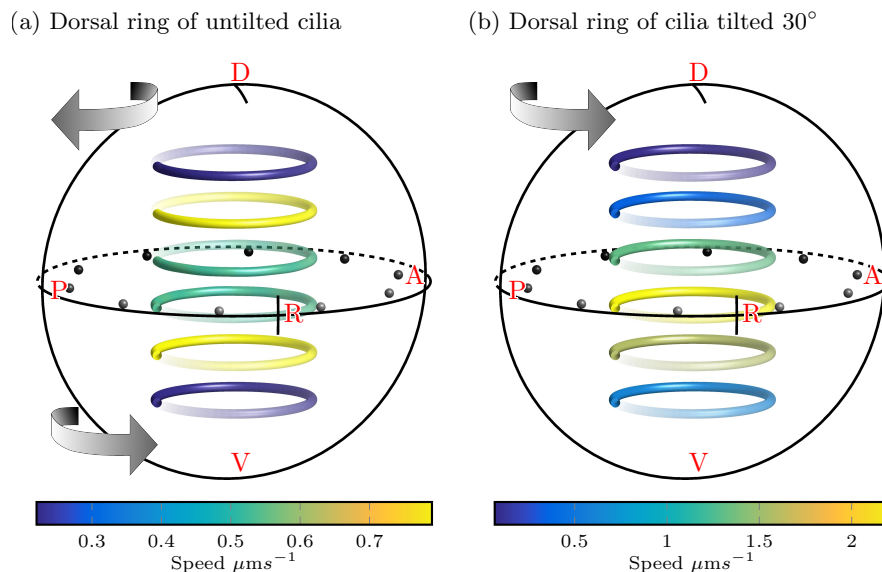 (a) Dorsal ring of untilted cilia
(b) Dorsal ring of cilia tilted 30°
D
P
A
R
V
D
P
A
R
V
0.3 0.4 0.5 0.6 0.7
Speed μms⁻¹
0.5 1 1.5 2
Speed μms⁻¹